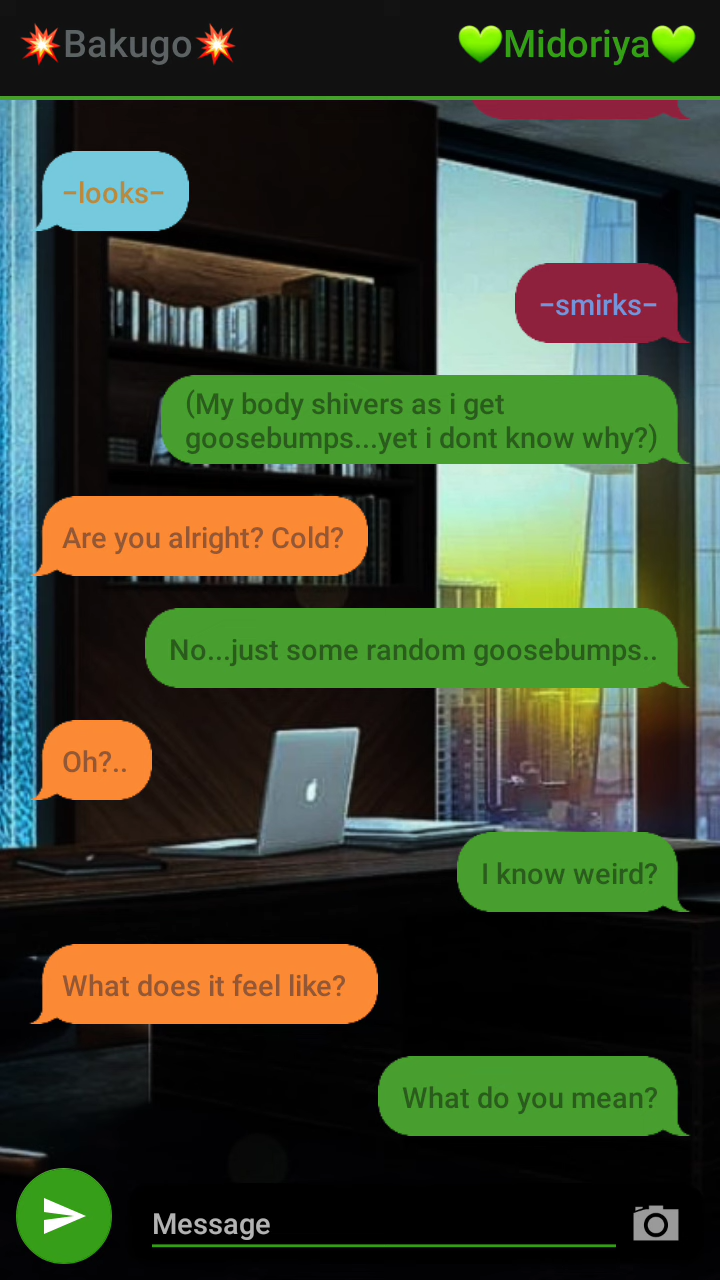 💥Bakugo💥
💚Midoriya💚
–looks–
–smirks–
(My body shivers as i get
goosebumps...yet i dont know why?)
Are you alright? Cold?
No...just some random goosebumps..
Oh?..
I know weird?
What does it feel like?
What do you mean?
Message